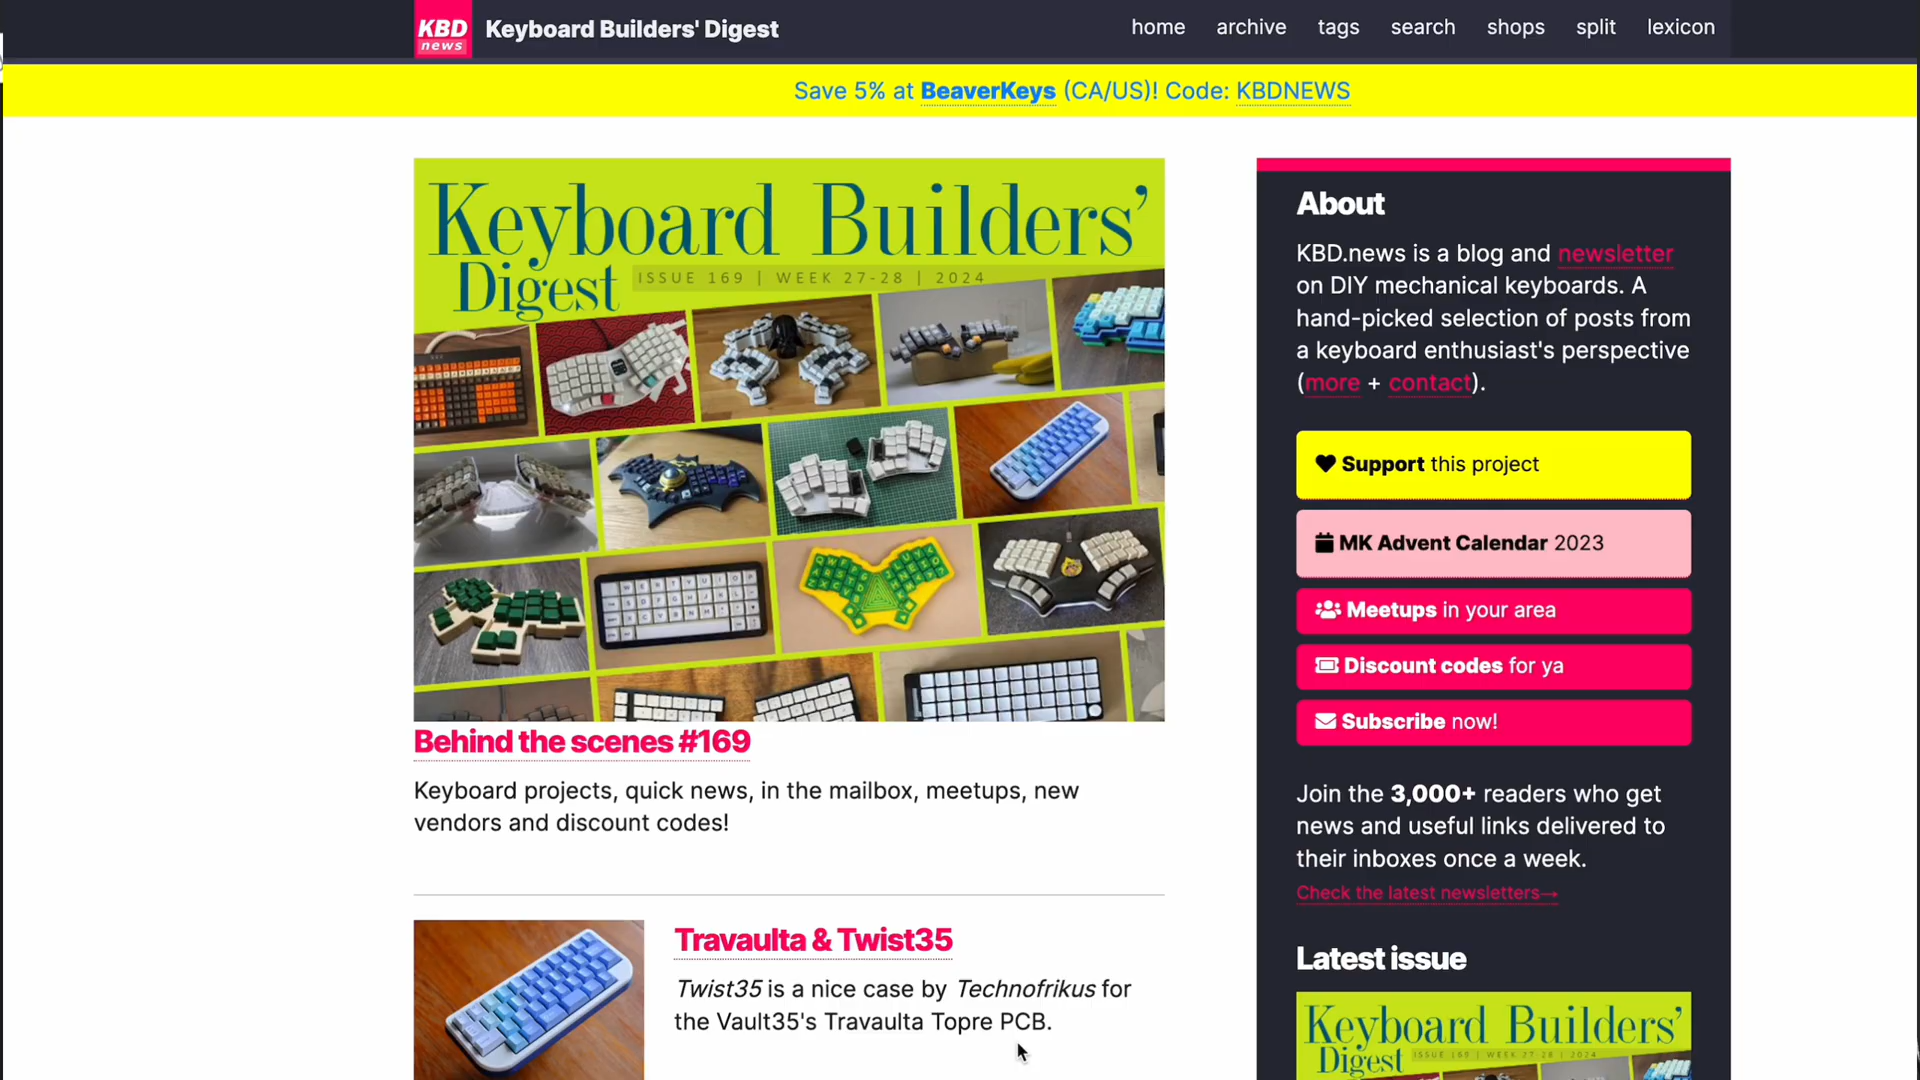 KBD
news
Keyboard Builders' Digest
home archive tags search shops split lexicon
Save 5% at BeaverKeys (CA/US)! Code: KBDNEWS
Keyboard Builders'
Digest
ISSUE 169 | WEEK 27-28 | 2024
Behind the scenes #169
Keyboard projects, quick news, in the mailbox, meetups, new
vendors and discount codes!
Travaulta & Twist35
Twist35 is a nice case by Technofrikus for
the Vault35's Travaulta Topre PCB.
About
KBD.news is a blog and newsletter
on DIY mechanical keyboards. A
hand-picked selection of posts from
a keyboard enthusiast's perspective
(more + contact).
Support this project
MK Advent Calendar 2023
Meetups in your area
Discount codes for ya
Subscribe now!
Join the 3,000+ readers who get
news and useful links delivered to
their inboxes once a week.
Check the latest newsletters→
Latest issue
Keyboard Builders'
Digest
ISSUE 169 | WEEK 27-28 | 2024